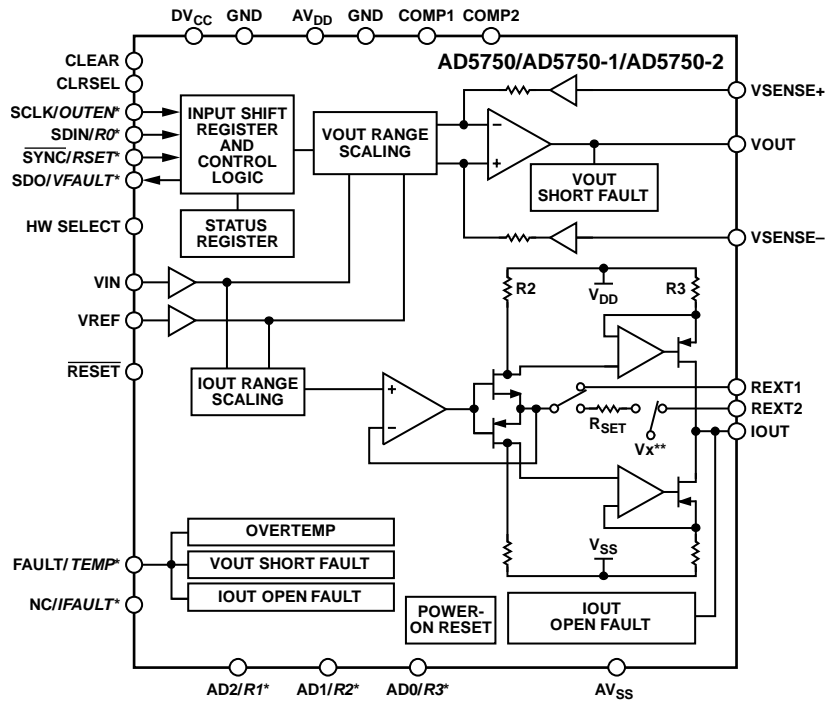 DVCC GND AVDD GND COMP1 COMP2
AD5750/AD5750-1/AD5750-2
CLEAR
CLRSEL
SCLK/OUTEN*
SDIN/R0*
SYNC/RSET*
SDO/VFAULT*
HW SELECT
VIN
VREF
RESET
FAULT/TEMP*
NC/IFAULT*
INPUT SHIFT
REGISTER
AND
CONTROL
LOGIC
STATUS
REGISTER
VOUT RANGE
SCALING
IOUT RANGE
SCALING
−
+
VOUT
SHORT FAULT
VSENSE+
VOUT
VSENSE−
R2
VDD
R3
+
−
RSET
Vx**
REXT1
REXT2
IOUT
VSS
OVERTEMP
VOUT SHORT FAULT
IOUT OPEN FAULT
POWER-
ON RESET
IOUT
OPEN FAULT
AD2/R1* AD1/R2* AD0/R3* AVSS